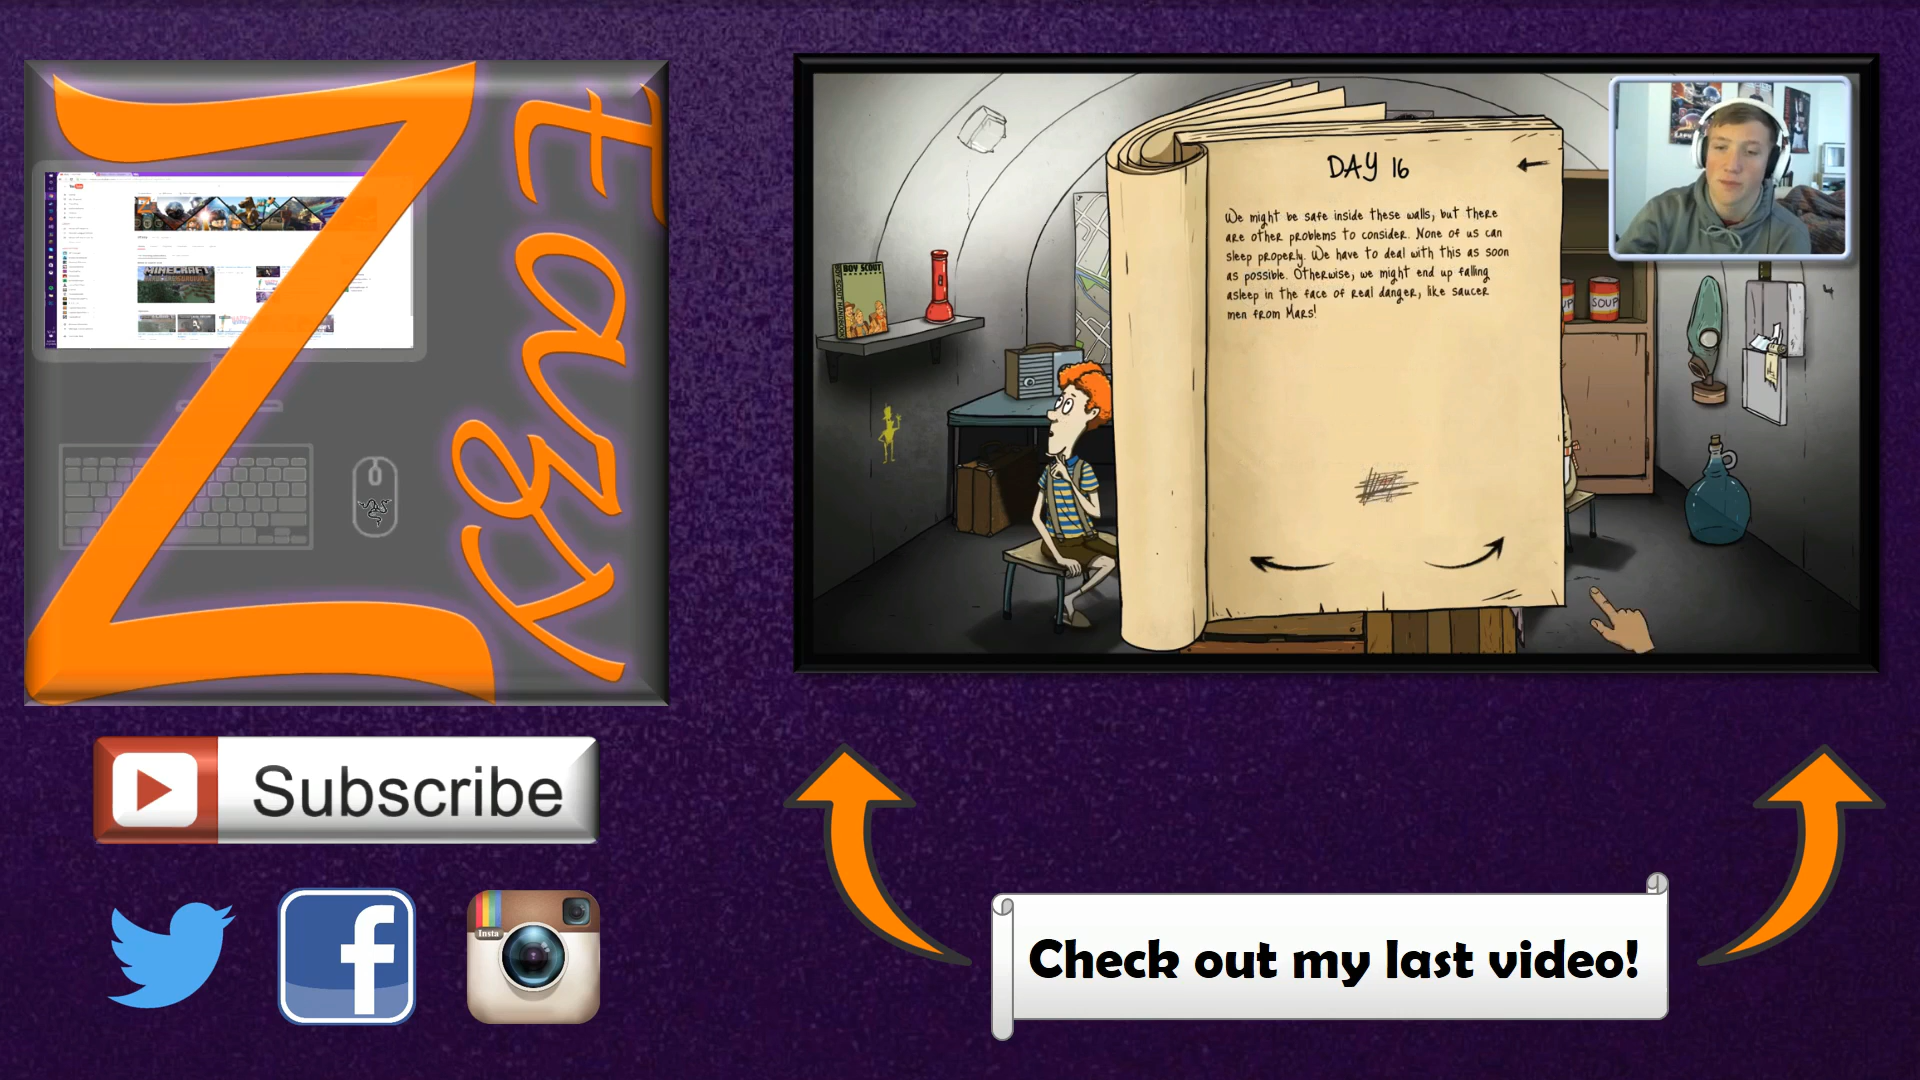 Z
Eazy
MINECRAFT
Subscribe
Insta
DAY 16
We might be safe inside these walls, but there
are other problems to consider. None of us can
sleep properly. We have to deal with this as soon
as possible. Otherwise, we might end up falling
asleep in the face of real danger, like saucer
men from Mars!
BOY SCOUT
SOUP
Check out my last video!